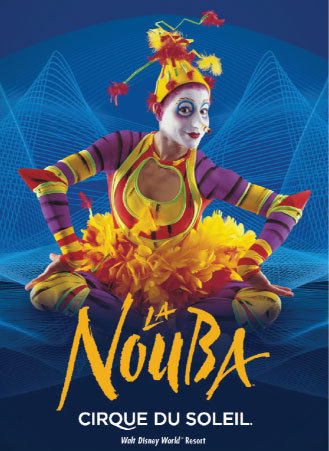 LA
NOUBA
CIRQUE DU SOLEIL.
Walt Disney World Resort